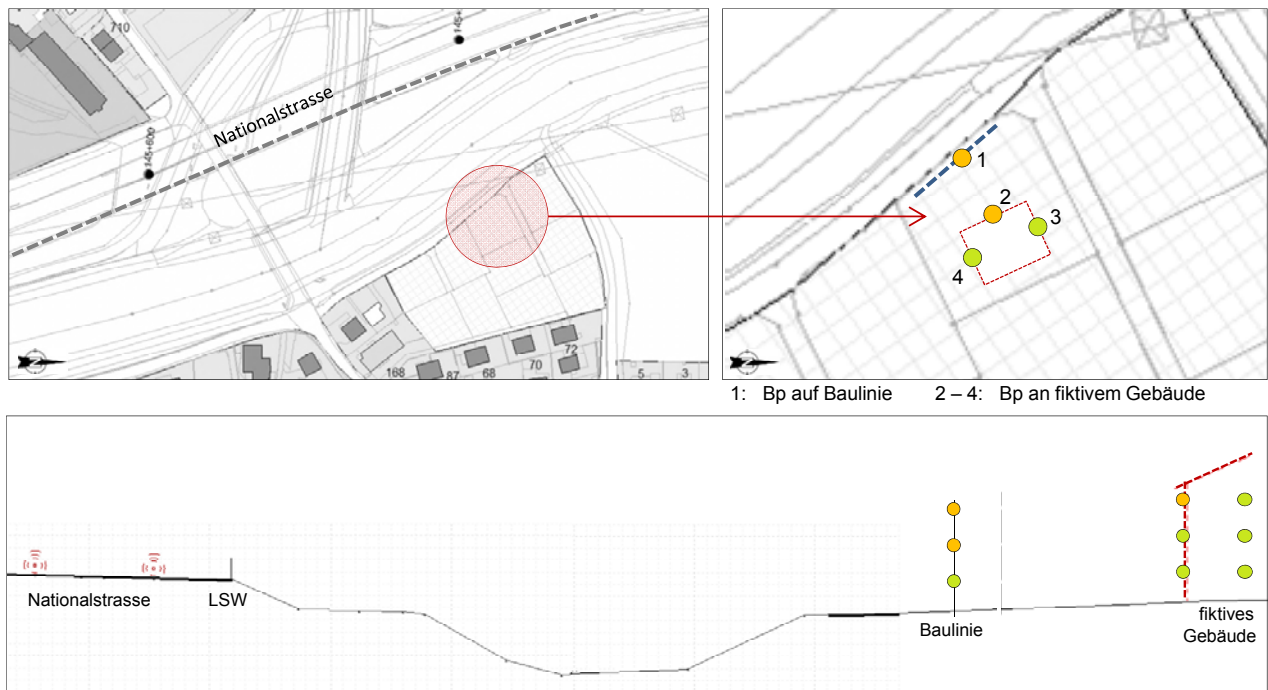 710
145+
Nationalstrasse
145+600
168
87
68
70
72
5
3
1
2
3
4
1: Bp auf Baulinie 2 – 4: Bp an fiktivem Gebäude
Nationalstrasse
LSW
Baulinie
fiktives
Gebäude